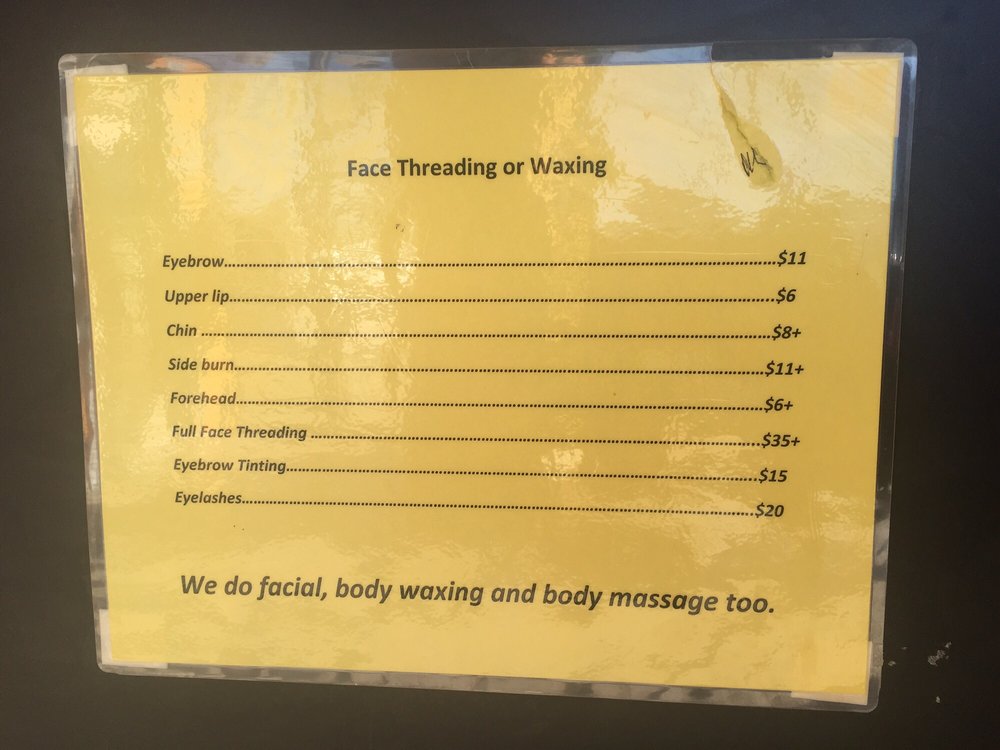 Face Threading or Waxing
Eyebrow............................................................$11
Upper lip............................................................$6
Chin ............................................................$8+
Side burn............................................................$11+
Forehead............................................................$6+
Full Face Threading ............................................................$35+
Eyebrow Tinting............................................................$15
Eyelashes............................................................$20
We do facial, body waxing and body massage too.